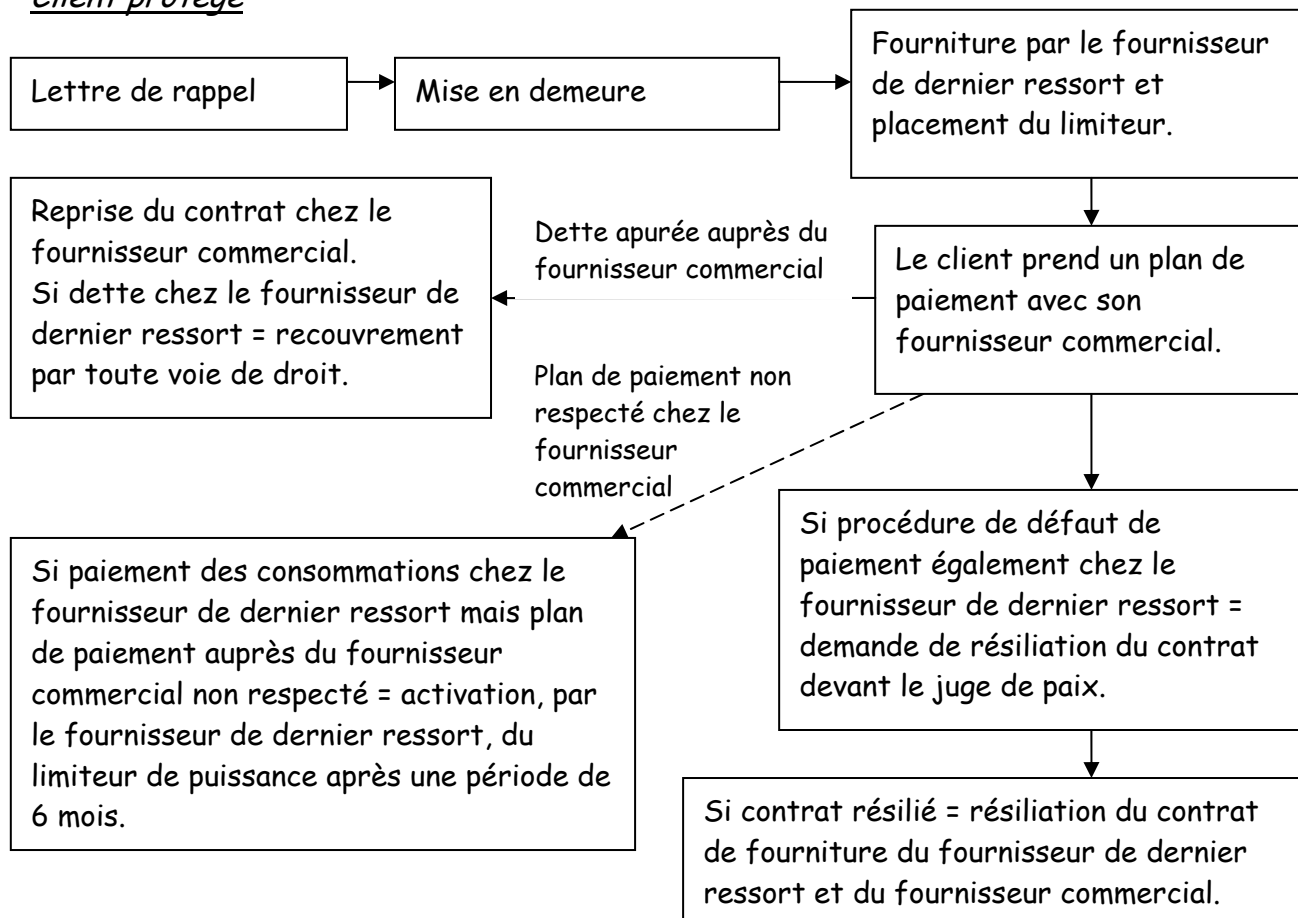 Client protégé
Lettre de rappel
Mise en demeure
Fourniture par le fournisseur
de dernier ressort et
placement du limiteur.
Le client prend un plan de
paiement avec son
fournisseur commercial.
Dette apurée auprès du
fournisseur commercial
Reprise du contrat chez le
fournisseur commercial.
Si dette chez le fournisseur de
dernier ressort = recouvrement
par toute voie de droit.
Plan de paiement non
respecté chez le
fournisseur
commercial
Si paiement des consommations chez le
fournisseur de dernier ressort mais plan
de paiement auprès du fournisseur
commercial non respecté = activation, par
le fournisseur de dernier ressort, du
limiteur de puissance après une période de
6 mois.
Si procédure de défaut de
paiement également chez le
fournisseur de dernier ressort =
demande de résiliation du contrat
devant le juge de paix.
Si contrat résilié = résiliation du contrat
de fourniture du fournisseur de dernier
ressort et du fournisseur commercial.